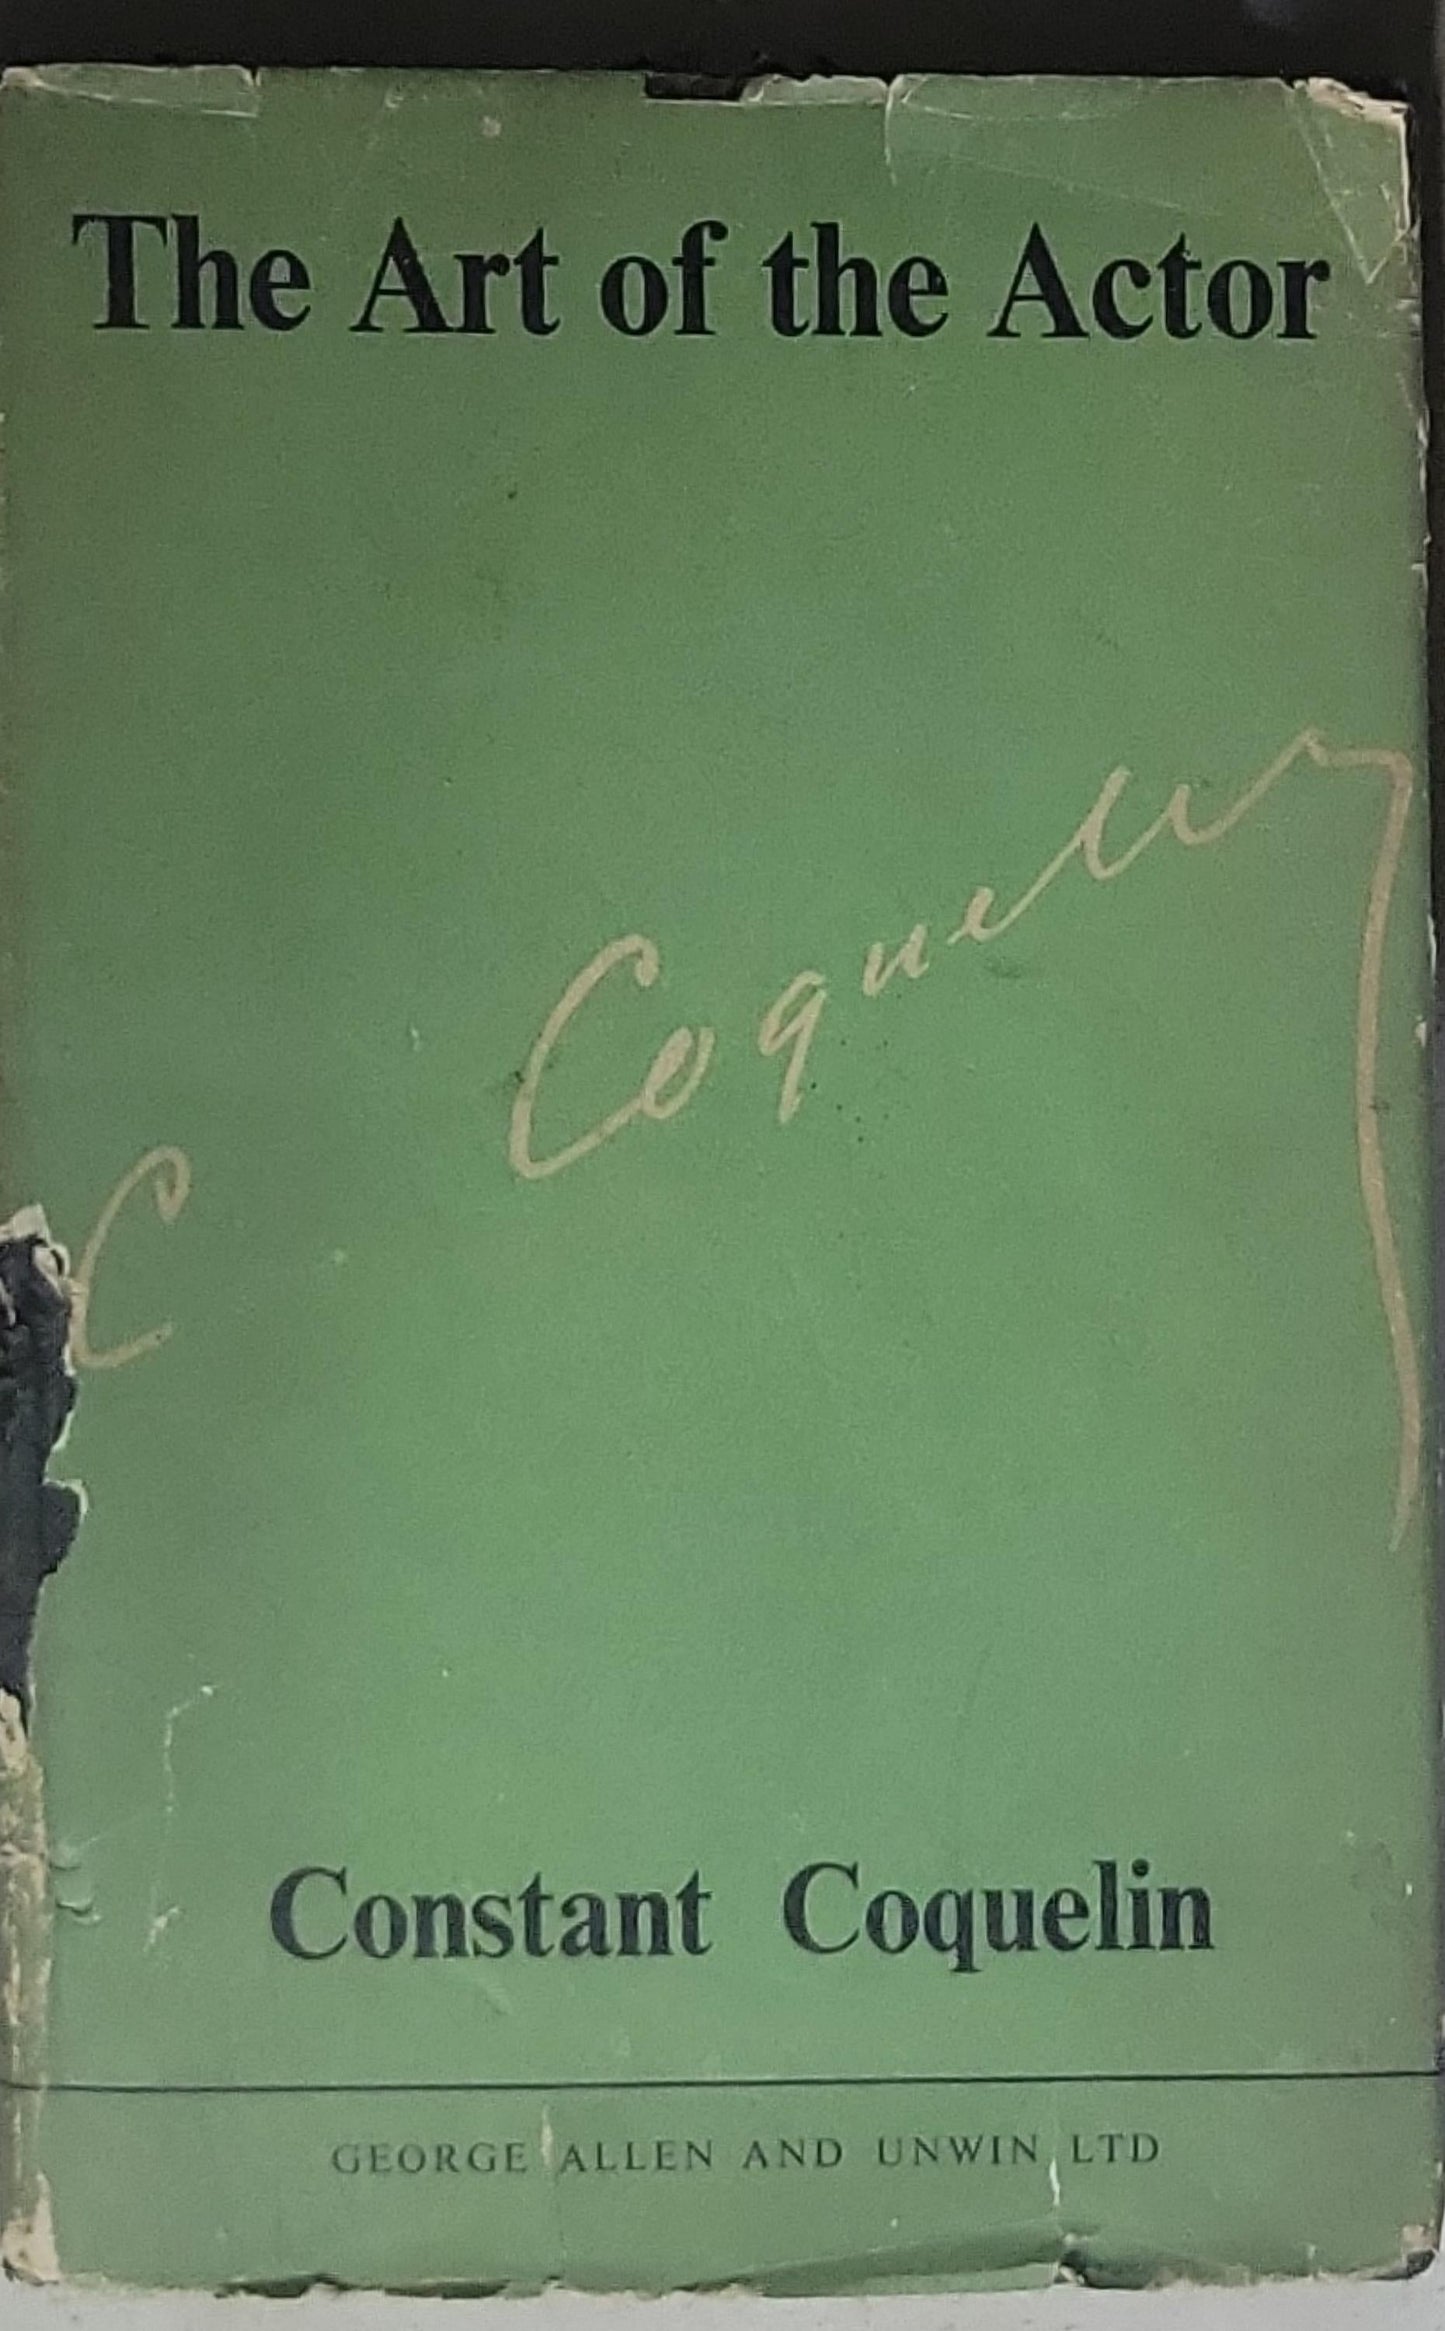 The Art of the Actor
C Coquelin
Constant Coquelin
GEORGE ALLEN AND UNWIN LTD